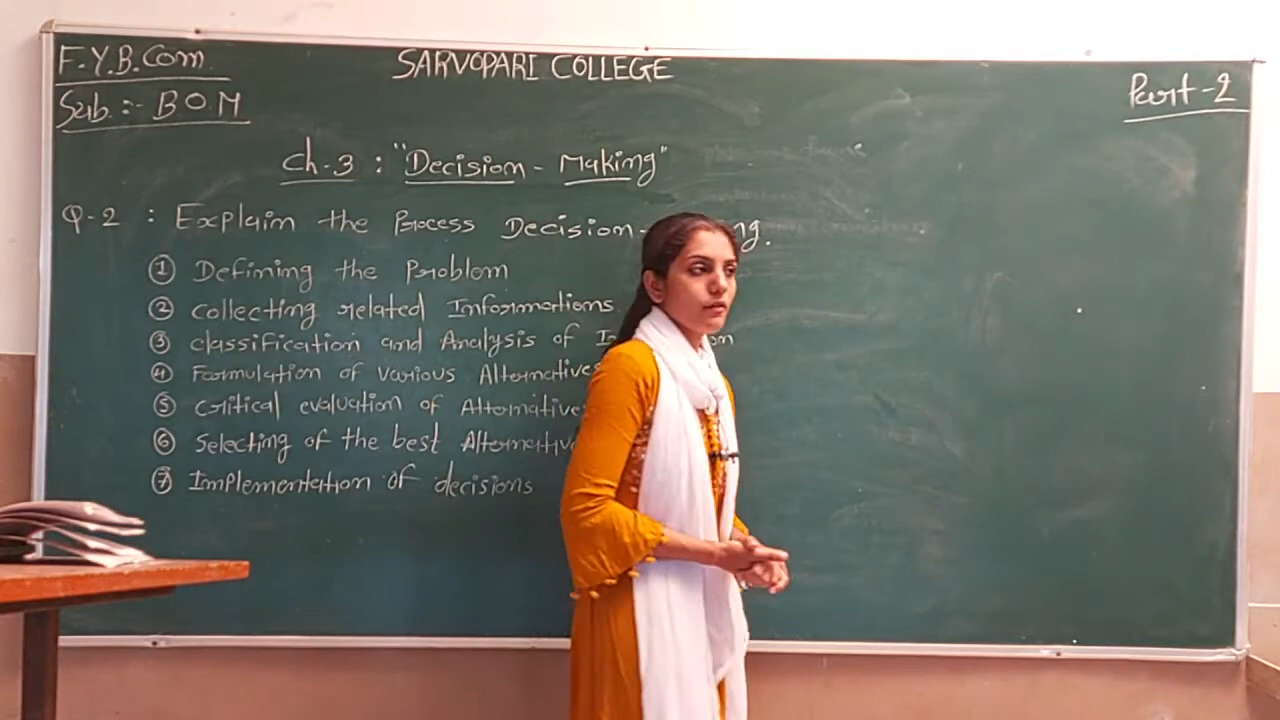 F.Y.B.Com.
SARVOPARI COLLEGE
Part-2
Sub. :- BOM
Ch-3 : "Decision-Making"
Q-2 : Explain the Process Decision-
① Defining the Problem
② Collecting related Informations
③ classification and Analysis of
④ Formulation of various Alternatives
⑤ critical evaluation of Alternative
⑥ Selecting of the best Alternative
⑦ Implementation of decisions